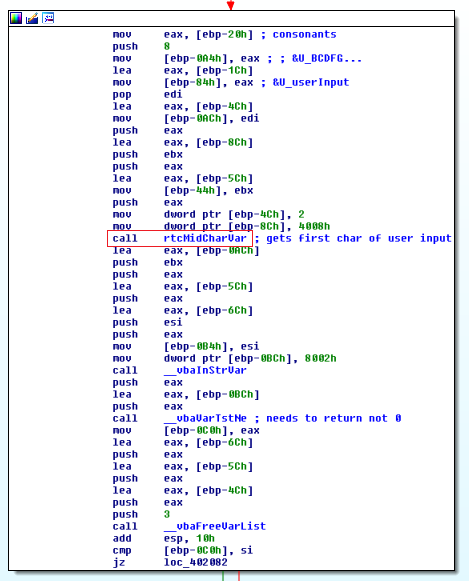 mov eax, [ebp-20h] ; consonants
push 8
mov [ebp-0A4h], eax ; ; &U_BCDFG...
lea eax, [ebp-1Ch]
mov [ebp-84h], eax ; &U_userInput
pop edi
lea eax, [ebp-4Ch]
mov [ebp-0ACh], edi
push eax
lea eax, [ebp-8Ch]
push ebx
push eax
lea eax, [ebp-5Ch]
mov [ebp-44h], ebx
push eax
mov dword ptr [ebp-4Ch], 2
mov dword ptr [ebp-8Ch], 4008h
call rtcMidCharVar ; gets first char of user input
lea eax, [ebp-0ACh]
push ebx
push eax
lea eax, [ebp-5Ch]
push eax
lea eax, [ebp-6Ch]
push esi
push eax
mov [ebp-0B4h], esi
mov dword ptr [ebp-0BCh], 8002h
call __vbaInStrVar
push eax
lea eax, [ebp-0BCh]
push eax
call __vbaVarTstNe ; needs to return not 0
mov [ebp-0C0h], eax
lea eax, [ebp-6Ch]
push eax
lea eax, [ebp-5Ch]
push eax
lea eax, [ebp-4Ch]
push eax
push 3
call __vbaFreeVarList
add esp, 10h
cmp [ebp-0C0h], si
jz loc_402082